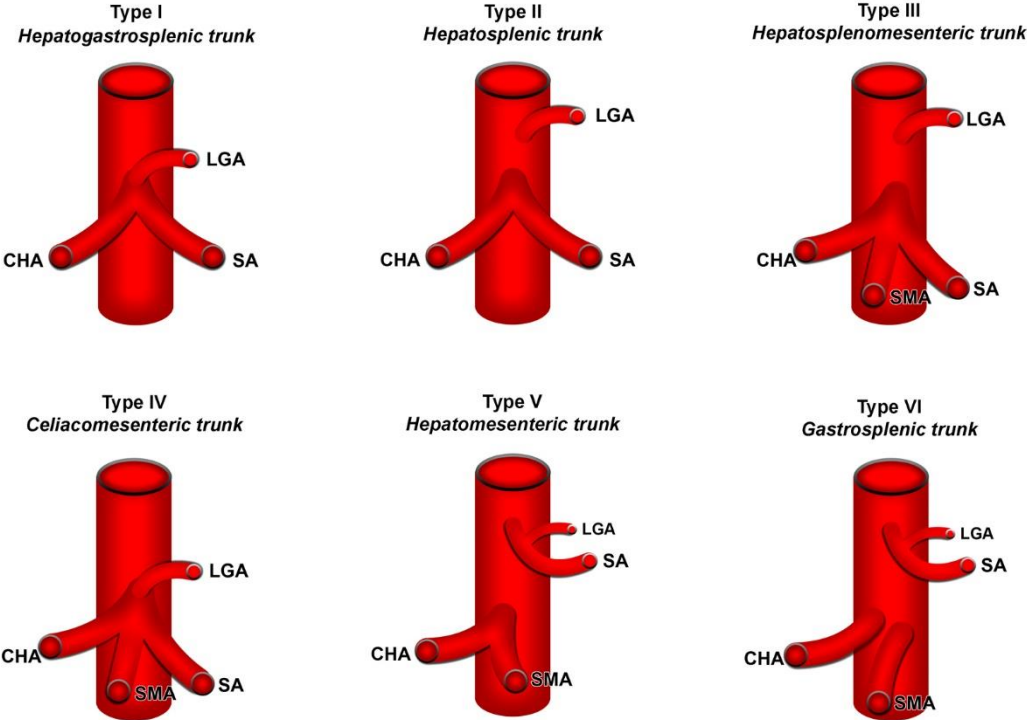 Type I
Hepatogastrosplenic trunk
LGA
CHA
SA
Type II
Hepatosplenic trunk
LGA
CHA
SA
Type III
Hepatosplenomesenteric trunk
LGA
CHA
SMA
SA
Type IV
Celiacomesenteric trunk
LGA
CHA
SMA
SA
Type V
Hepatomesenteric trunk
LGA
SA
CHA
SMA
Type VI
Gastrosplenic trunk
LGA
SA
CHA
SMA